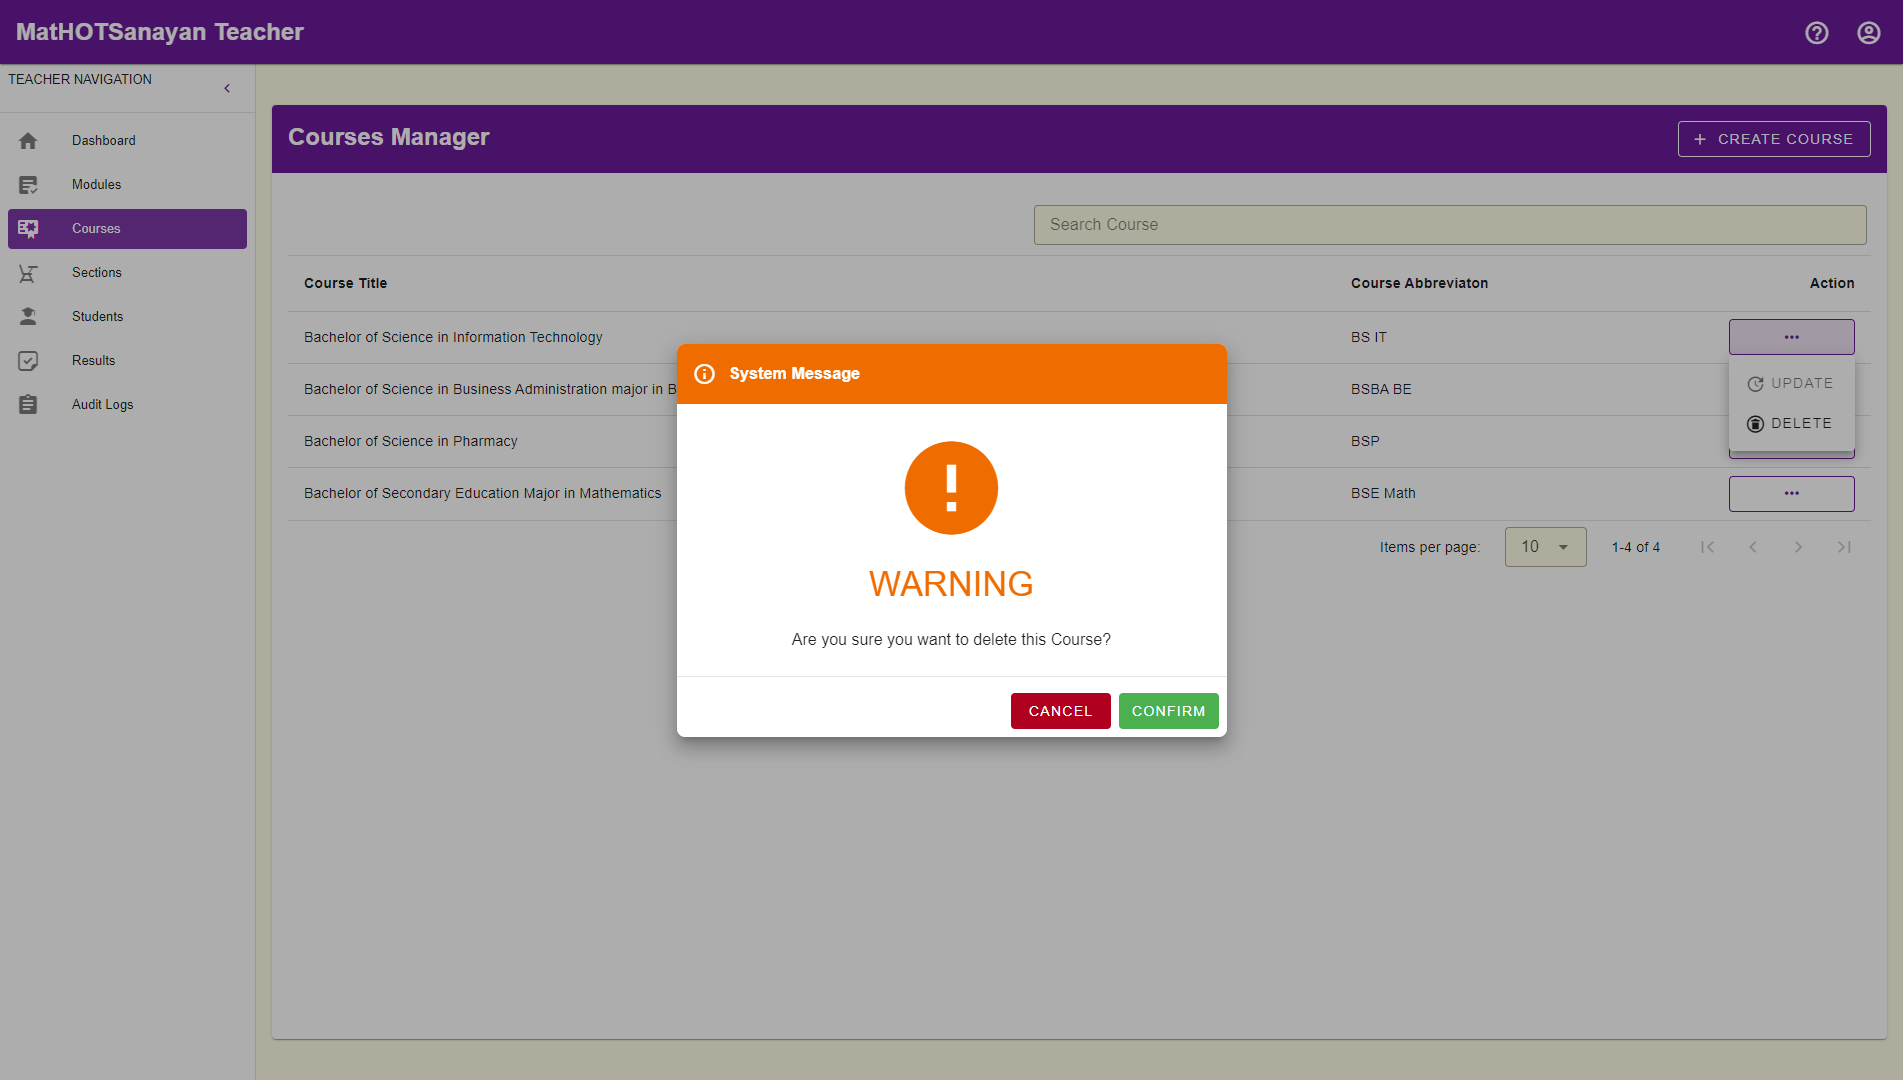 MatHOTSanayan Teacher
TEACHER NAVIGATION
Dashboard
Modules
Courses
Sections
Students
Results
Audit Logs
Courses Manager
+ CREATE COURSE
Search Course
Course Title Course Abbreviaton Action
Bachelor of Science in Information Technology BS IT
Bachelor of Science in Business Administration major in B BSBA BE
Bachelor of Science in Pharmacy BSP
Bachelor of Secondary Education Major in Mathematics BSE Math
UPDATE
DELETE
Items per page: 10 1-4 of 4
System Message
WARNING
Are you sure you want to delete this Course?
CANCEL CONFIRM